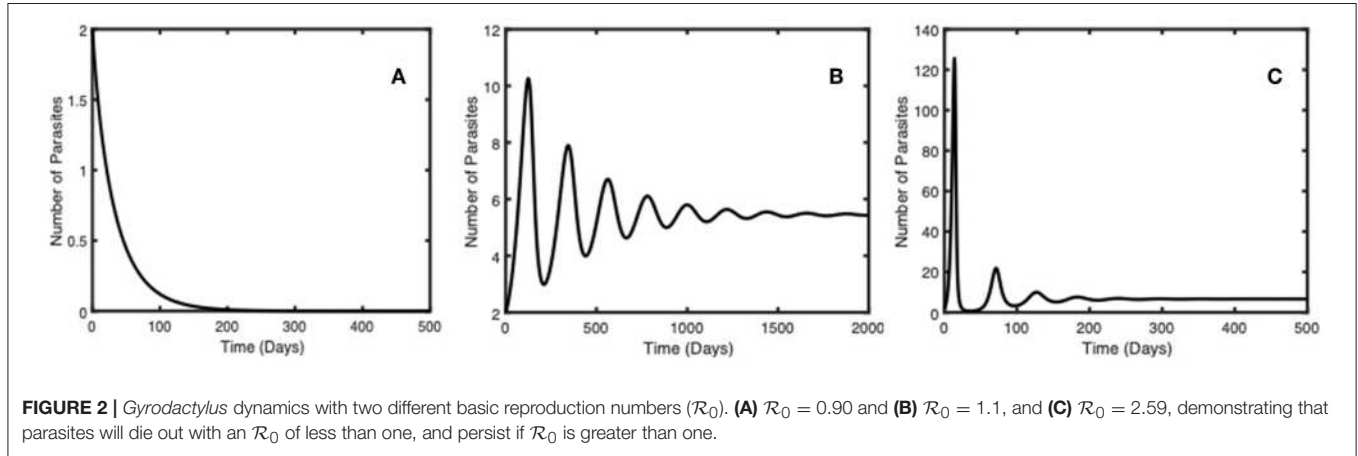 A
Number of Parasites
2
1.5
1
0.5
0
0 100 200 300 400 500
Time (Days)
B
Number of Parasites
12
10
8
6
4
2
0 500 1000 1500 2000
Time (Days)
C
Number of Parasites
140
120
100
80
60
40
20
0
0 100 200 300 400 500
Time (Days)
FIGURE 2 | Gyrodactylus dynamics with two different basic reproduction numbers (ℛ₀). (A) ℛ₀ = 0.90 and (B) ℛ₀ = 1.1, and (C) ℛ₀ = 2.59, demonstrating that
parasites will die out with an ℛ₀ of less than one, and persist if ℛ₀ is greater than one.